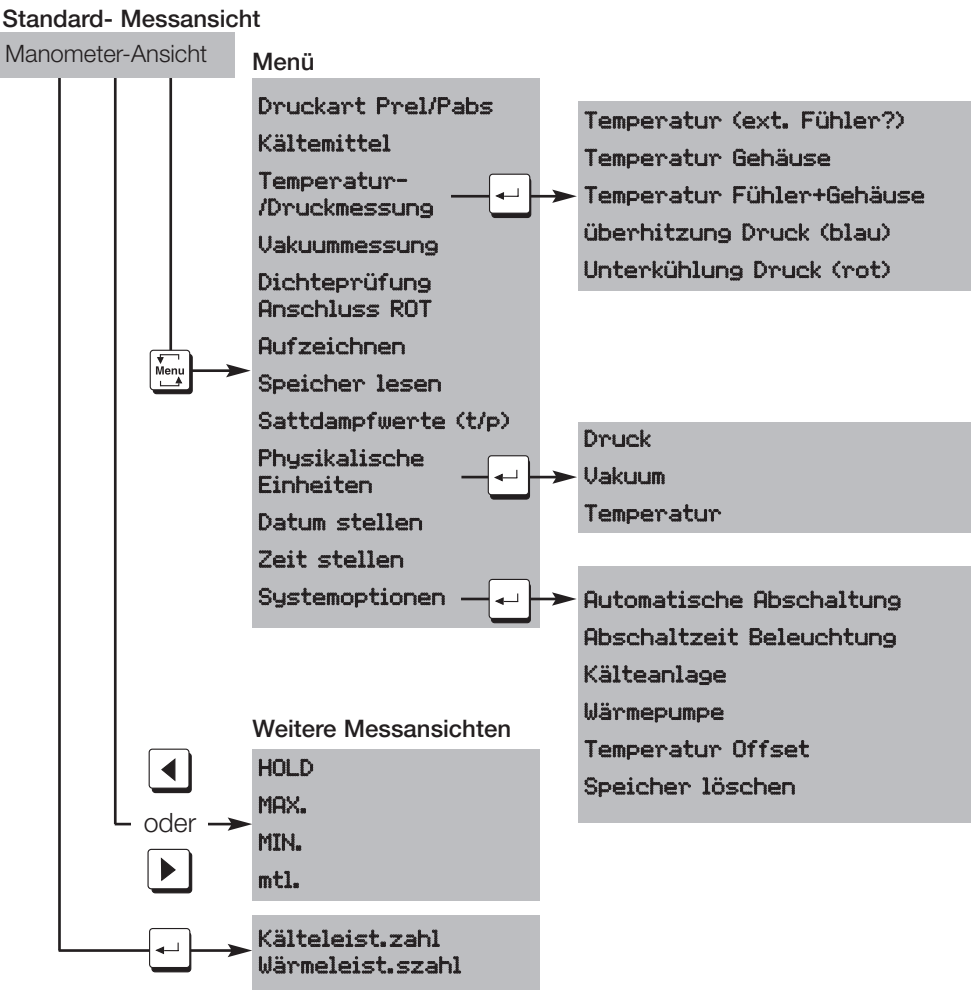 Standard- Messansicht
Manometer-Ansicht
Menü
Druckart Prel/Pabs
Kältemittel
Temperatur-
/Druckmessung
Vakuummessung
Dichteprüfung
Anschluss ROT
Aufzeichnen
Speicher lesen
Sattdampfwerte (t/p)
Physikalische
Einheiten
Datum stellen
Zeit stellen
Systemoptionen
Temperatur (ext. Fühler?)
Temperatur Gehäuse
Temperatur Fühler+Gehäuse
überhitzung Druck (blau)
Unterkühlung Druck (rot)
Menu
Druck
Vakuum
Temperatur
Automatische Abschaltung
Abschaltzeit Beleuchtung
Kälteanlage
Wärmepumpe
Temperatur Offset
Speicher löschen
Weitere Messansichten
oder
HOLD
MAX.
MIN.
mtl.
Kälteleist.zahl
Wärmeleist.szahl